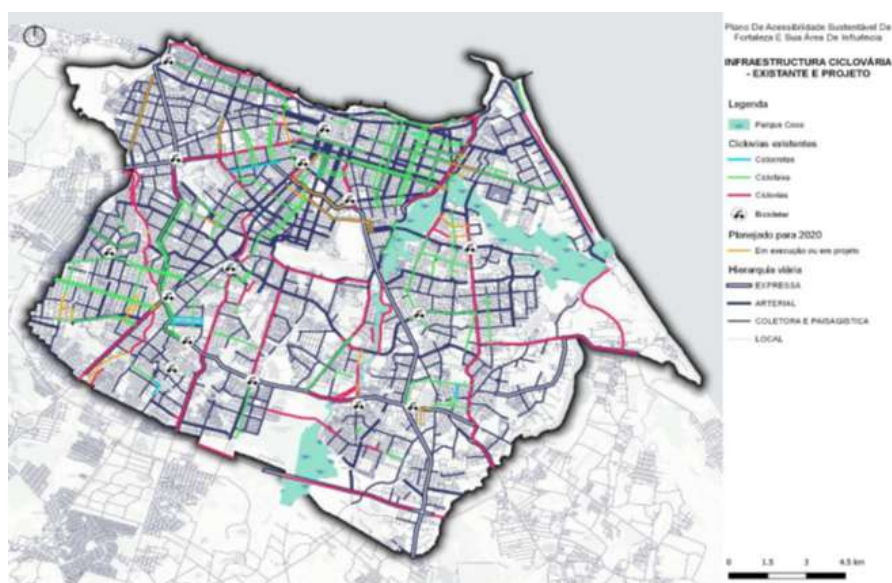 Plano De Acessibilidade Sustentável De
Fortaleza E Sua Área De Influência
INFRAESTRUCTURA CICLOVIÁRIA
- EXISTANTE E PROJETO
Legenda
Parque Coco
Ciclovias existentes
Ciclorrotas
Ciclofaixa
Ciclovias
Bicicletar
Planejado para 2020
Em execução ou em projeto
Hierarquia viária
EXPRESSA
ARTERIAL
COLETORA E PAISAGISTICA
LOCAL
0 1.5 3 4.5 km